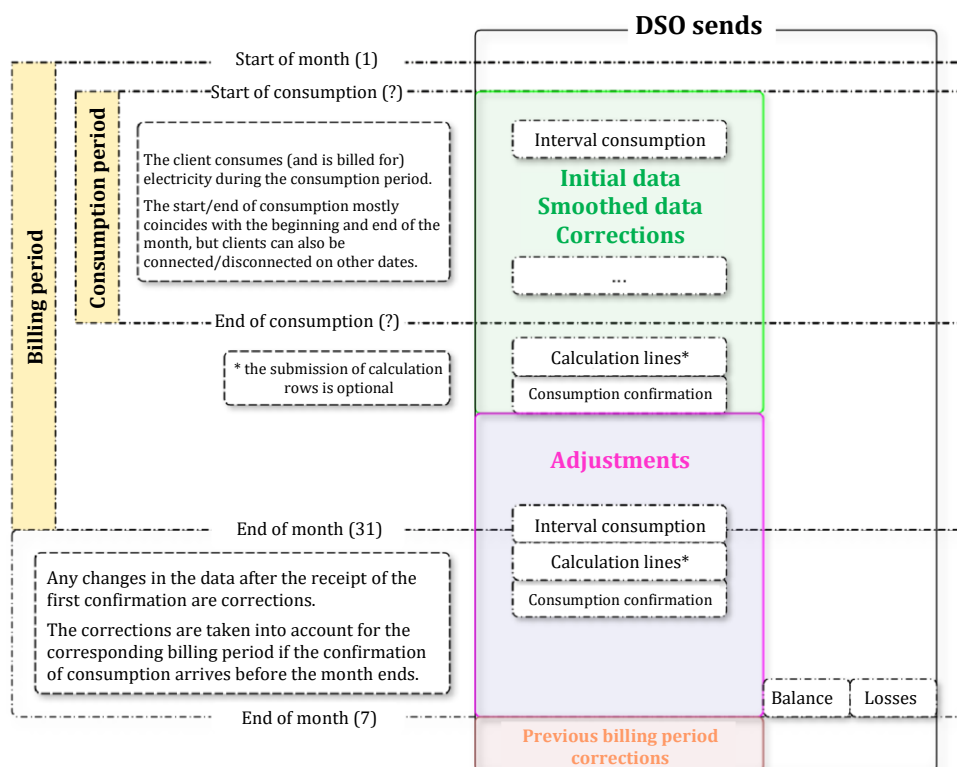 DSO sends
Start of month (1)
Start of consumption (?)
Billing period
Consumption period
The client consumes (and is billed for)
electricity during the consumption period.
The start/end of consumption mostly
coincides with the beginning and end of the
month, but clients can also be
connected/disconnected on other dates.
Interval consumption
Initial data
Smoothed data
Corrections
...
End of consumption (?)
* the submission of calculation
rows is optional
Calculation lines*
Consumption confirmation
Adjustments
End of month (31)
Interval consumption
Calculation lines*
Consumption confirmation
Any changes in the data after the receipt of the
first confirmation are corrections.
The corrections are taken into account for the
corresponding billing period if the confirmation
of consumption arrives before the month ends.
Balance
Losses
End of month (7)
Previous billing period
corrections